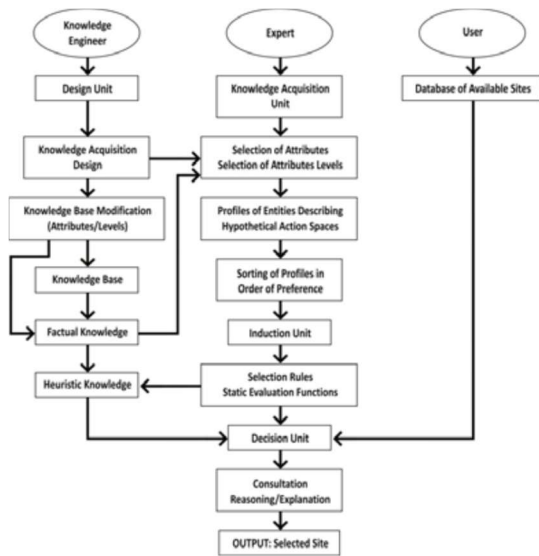 Knowledge
Engineer
Expert
User
Design Unit
Knowledge Acquisition
Unit
Database of Available Sites
Knowledge Acquisition
Design
Selection of Attributes
Selection of Attributes Levels
Knowledge Base Modification
(Attributes/Levels)
Profiles of Entities Describing
Hypothetical Action Spaces
Knowledge Base
Sorting of Profiles in
Order of Preference
Factual Knowledge
Induction Unit
Heuristic Knowledge
Selection Rules
Static Evaluation Functions
Decision Unit
Consultation
Reasoning/Explanation
OUTPUT: Selected Site